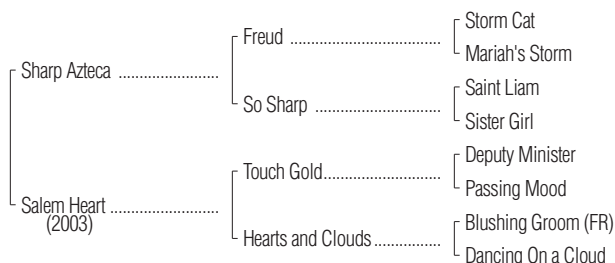 Storm Cat
Freud
Mariah's Storm
Sharp Azteca
Saint Liam
So Sharp
Sister Girl
Deputy Minister
Touch Gold
Passing Mood
Salem Heart
(2003)
Blushing Groom (FR)
Hearts and Clouds
Dancing On a Cloud